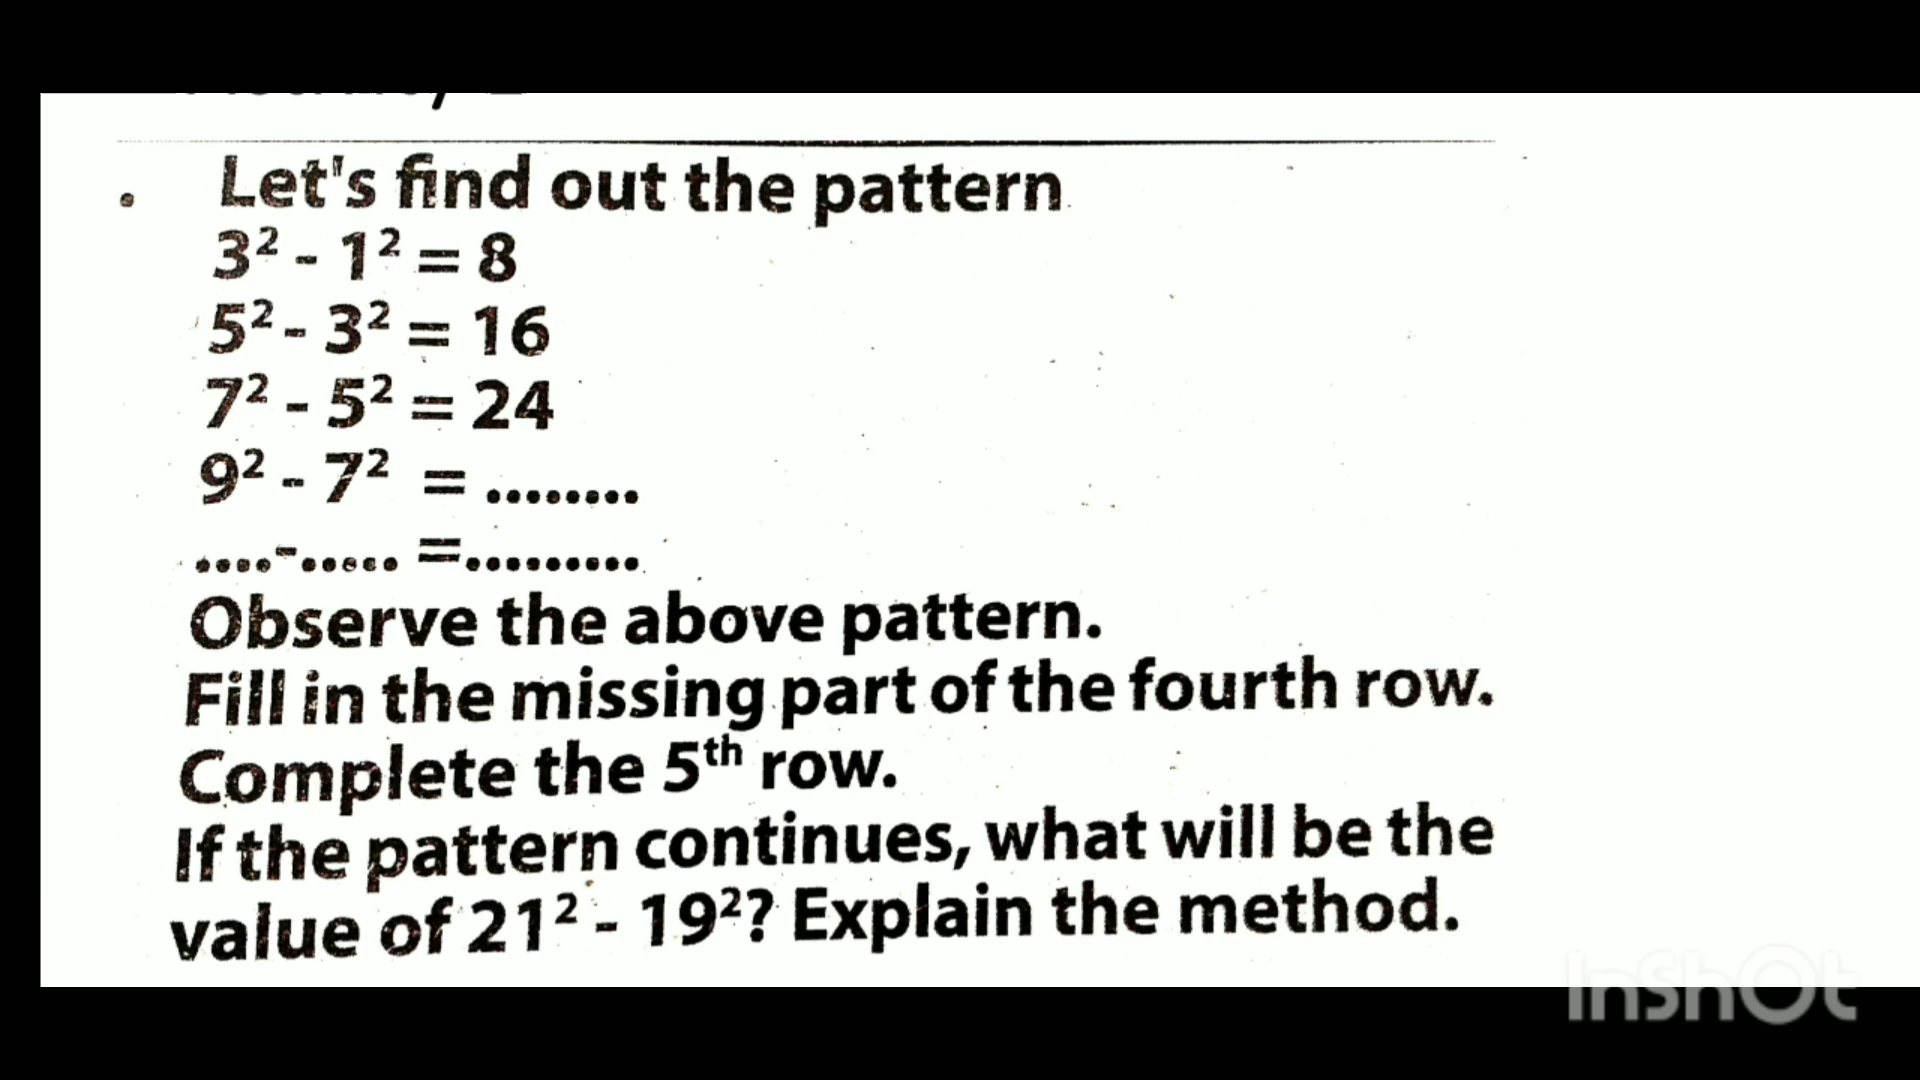 Let's find out the pattern
3² - 1² = 8
5² - 3² = 16
7² - 5² = 24
9² - 7² = ........
....-..... =.........
Observe the above pattern.
Fill in the missing part of the fourth row.
Complete the 5th row.
If the pattern continues, what will be the
value of 21² - 19²? Explain the method.
InShOt